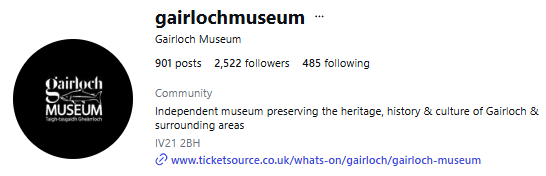 gairlochmuseum ...
Gairloch Museum
901 posts 2,522 followers 485 following
gairloch
MUSEUM
Taigh-tasgaidh Gheàrrloch
Community
Independent museum preserving the heritage, history & culture of Gairloch &
surrounding areas
IV21 2BH
www.ticketsource.co.uk/whats-on/gairloch/gairloch-museum